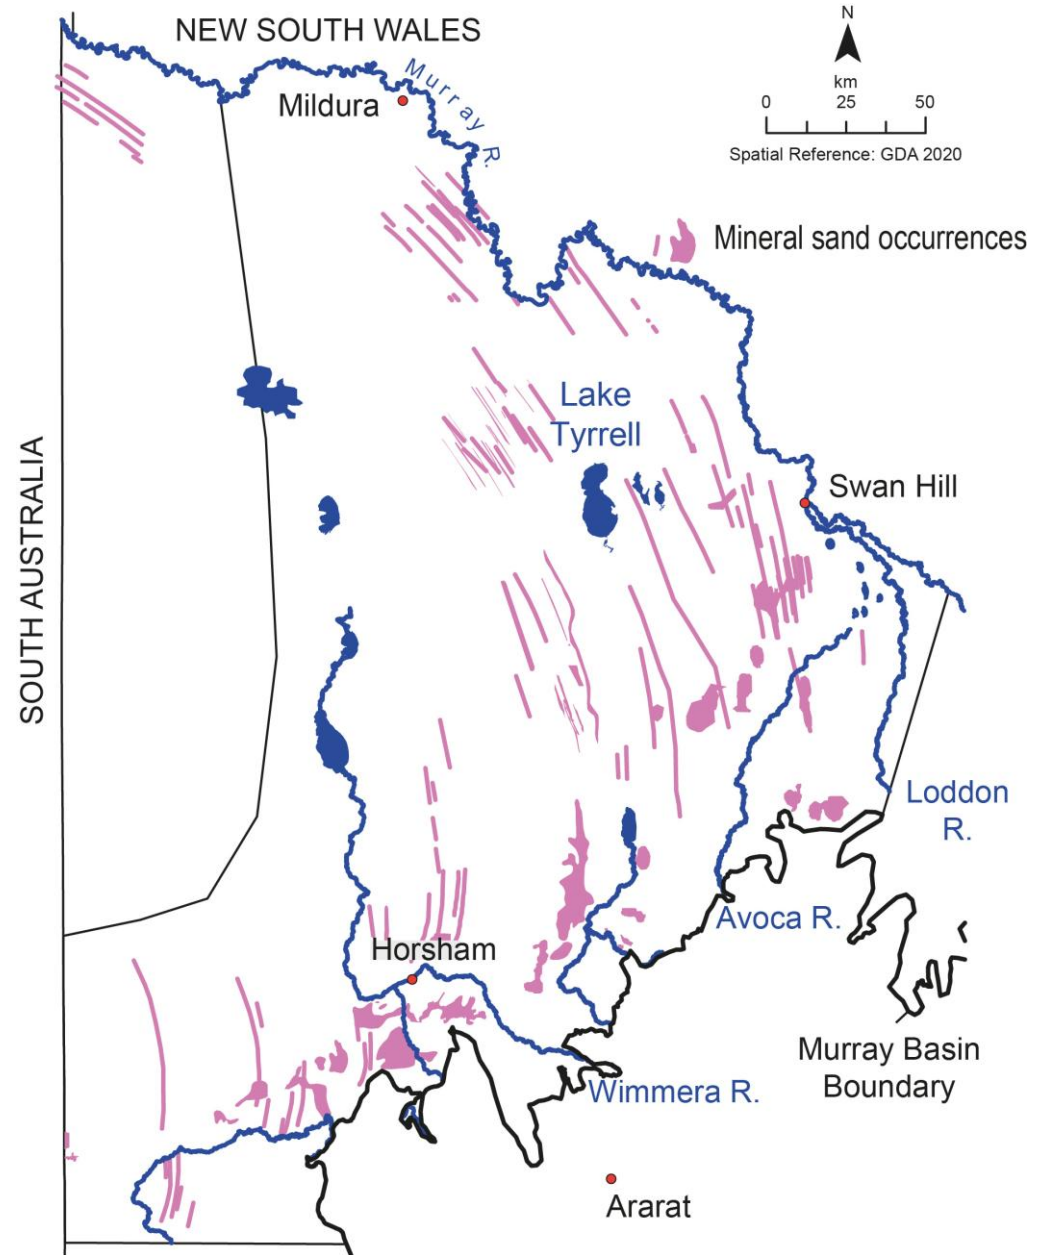 NEW SOUTH WALES
N
km
0 25 50
Spatial Reference: GDA 2020
Mildura
Murray R.
Mineral sand occurrences
Lake
Tyrrell
Swan Hill
SOUTH AUSTRALIA
Loddon
R.
Avoca R.
Horsham
Murray Basin
Boundary
Wimmera R.
Ararat